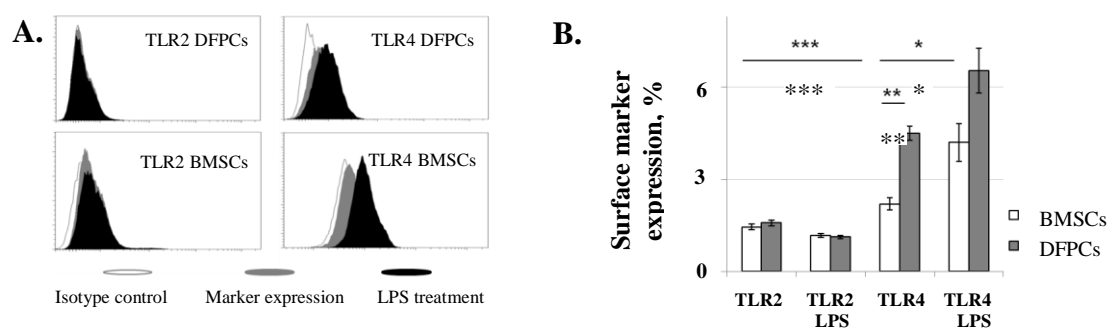 A.
TLR2 DFPCs
TLR4 DFPCs
TLR2 BMSCs
TLR4 BMSCs
Isotype control
Marker expression
LPS treatment
B.
Surface marker
expression, %
6
3
0
***
*
***
**
*
**
TLR2
TLR2
LPS
TLR4
TLR4
LPS
BMSCs
DFPCs